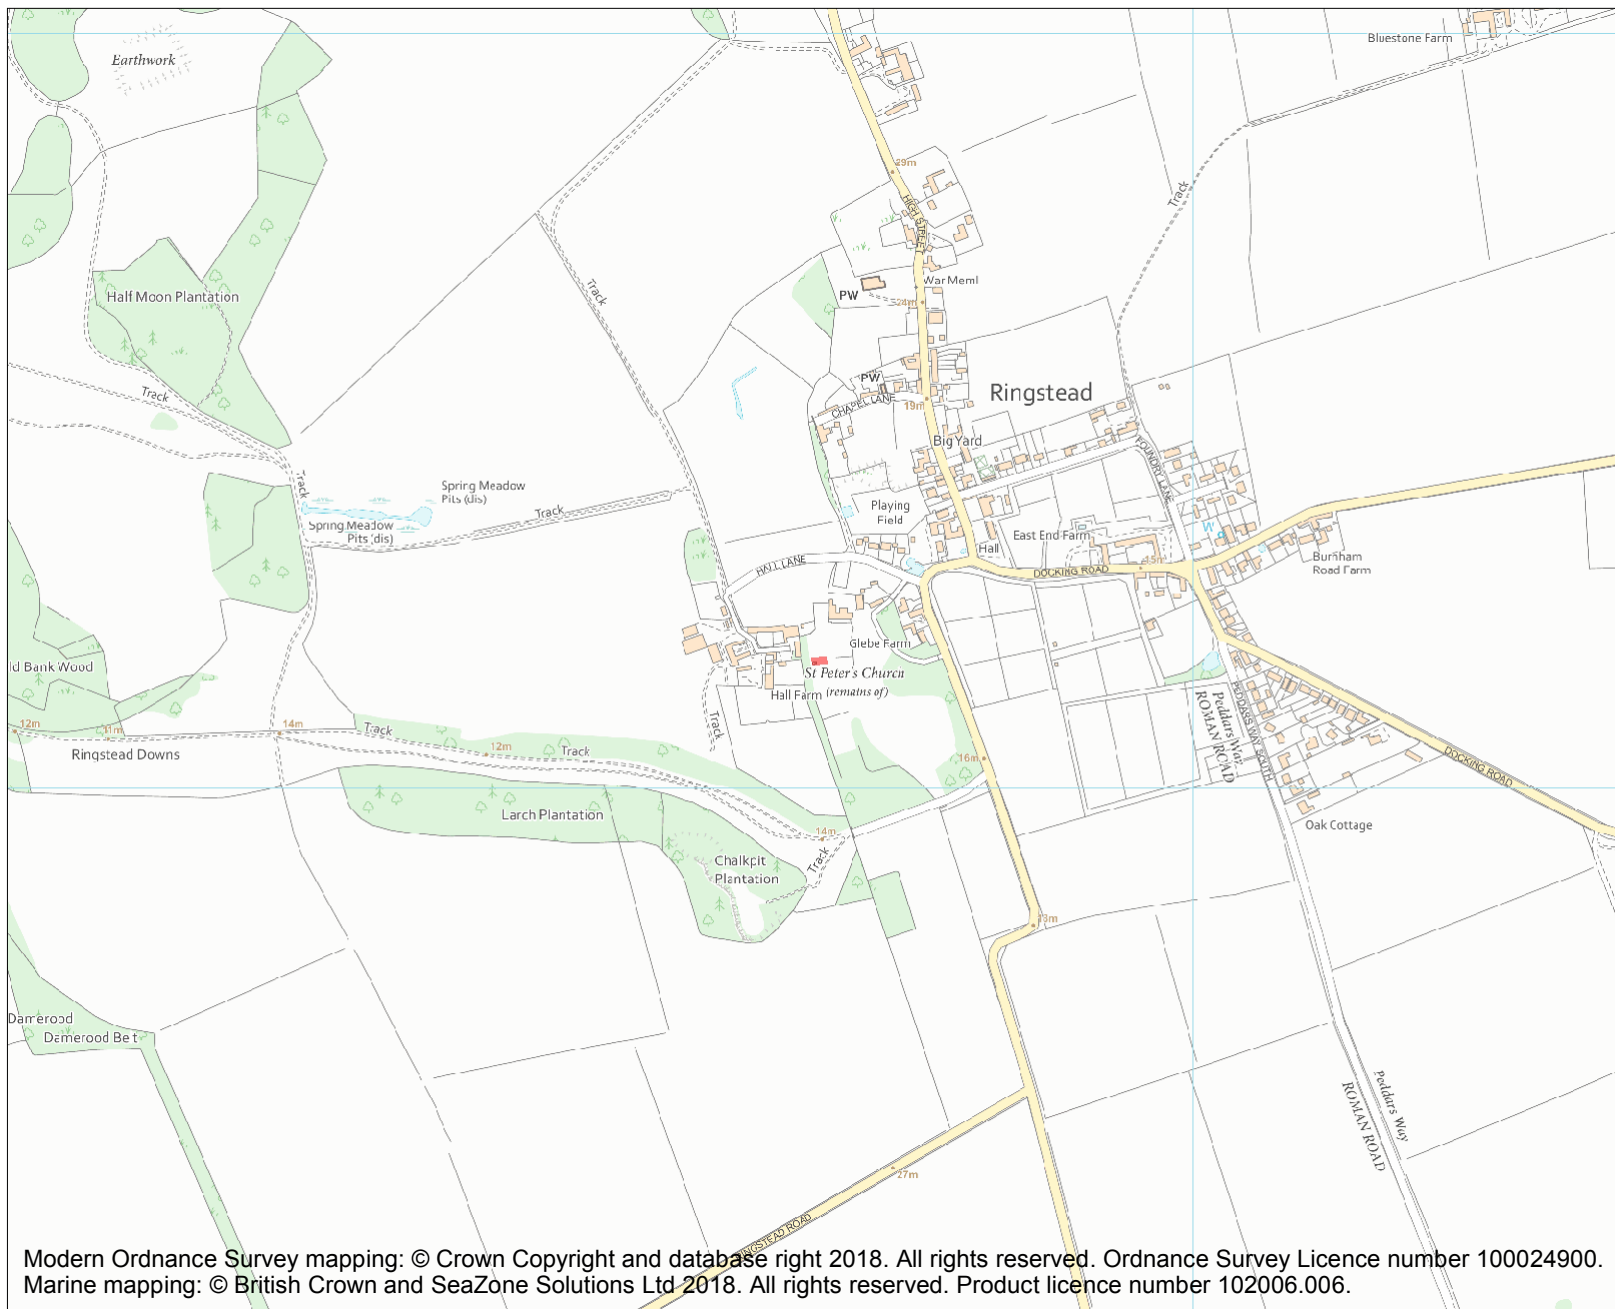 Earthwork
Bluestone Farm
29m
Track
HIGH STREET
Track
War Meml
PW
24m
Half Moon Plantation
Track
PW
CHAPEL LANE
19m
Ringstead
Big Yard
FOUNDRY LANE
Track
Spring Meadow
Pits (dis)
Track
Spring Meadow
Pits (dis)
Playing
Field
W
East End Farm
Hall
HALL LANE
DOCKING ROAD
15m
Burnham
Road Farm
Glebe Farm
St Peter's Church
(remains of)
Hall Farm
ld Bank Wood
12m
11m
14m
Track
12m
Track
Track
Ringstead Downs
16m
Peddars Way
ROMAN ROAD
PEDDARS WAY SOUTH
DOCKING ROAD
Oak Cottage
Larch Plantation
14m
Track
Chalkpit
Plantation
Damerood
Damerood Belt
Peddars Way
ROMAN ROAD
27m
RINGSTEAD ROAD
Modern Ordnance Survey mapping: © Crown Copyright and database right 2018. All rights reserved. Ordnance Survey Licence number 100024900.
Marine mapping: © British Crown and SeaZone Solutions Ltd 2018. All rights reserved. Product licence number 102006.006.